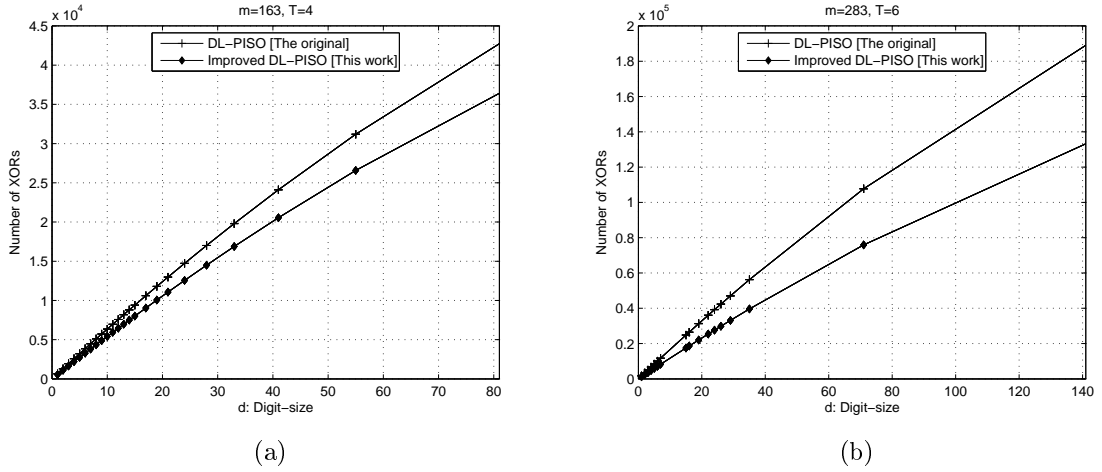 m=163, T=4
x 10^4
4.5
4
3.5
3
2.5
2
1.5
1
0.5
0
Number of XORs
DL-PISO [The original]
Improved DL-PISO [This work]
0 10 20 30 40 50 60 70 80
d: Digit-size
(a)
m=283, T=6
x 10^5
2
1.8
1.6
1.4
1.2
1
0.8
0.6
0.4
0.2
0
Number of XORs
DL-PISO [The original]
Improved DL-PISO [This work]
0 20 40 60 80 100 120 140
d: Digit-size
(b)